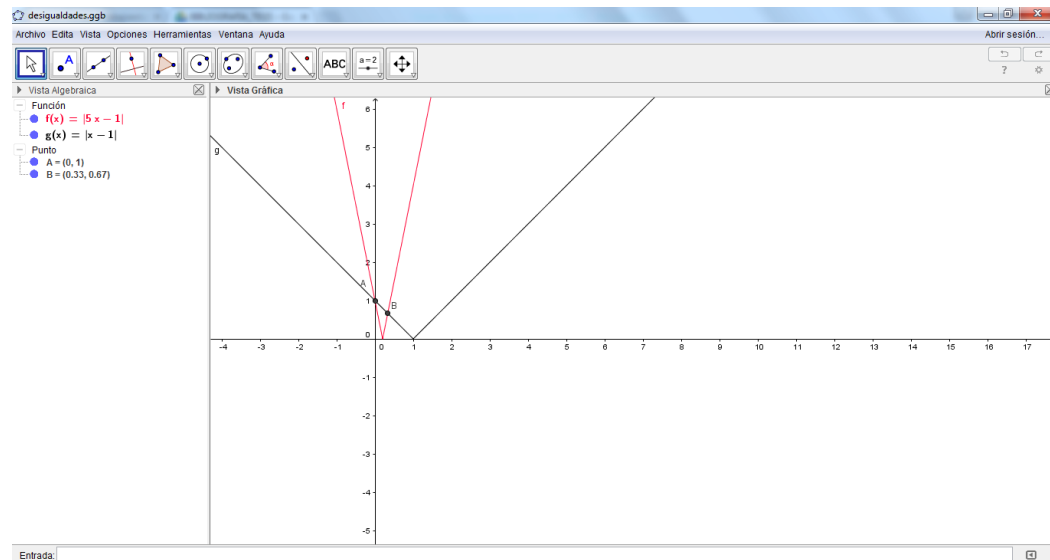 desigualdades.ggb
Archivo Edita Vista Opciones Herramientas Ventana Ayuda
Abrir sesión...
A
ABC
a=2
Vista Algebraica
Vista Gráfica
Función
f(x) = |5 x − 1|
g(x) = |x − 1|
Punto
A = (0, 1)
B = (0.33, 0.67)
f
g
A
B
6
5
4
3
2
1
0
-4 -3 -2 -1 0 1 2 3 4 5 6 7 8 9 10 11 12 13 14 15 16 17
-1
-2
-3
-4
-5
Entrada: